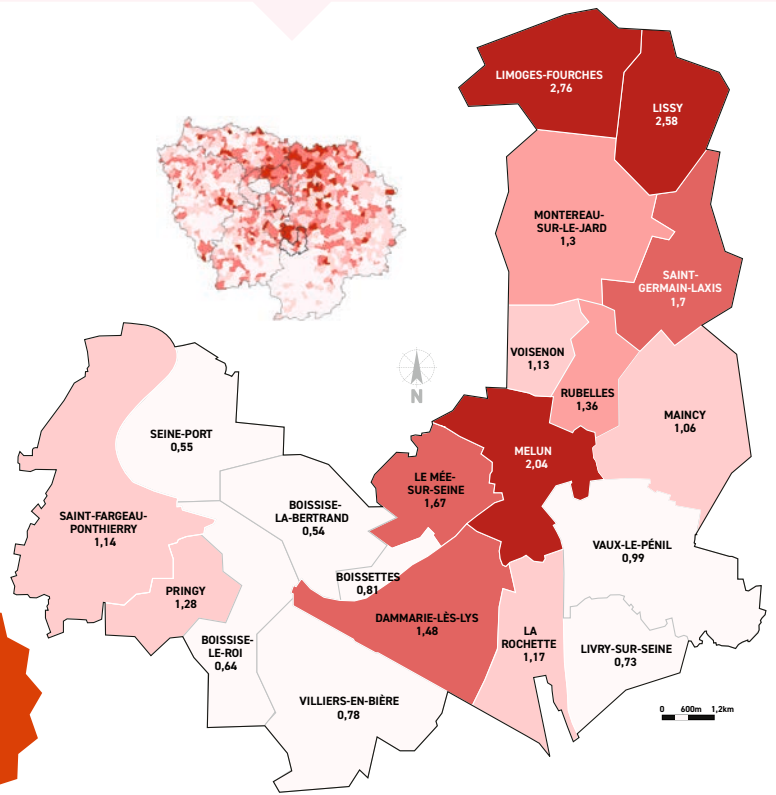 LIMOGES-FOURCHES
2,76
LISSY
2,58
MONTEREAU-
SUR-LE-JARD
1,3
SAINT-
GERMAIN-LAXIS
1,7
VOISENON
1,13
RUBELLES
1,36
MAINCY
1,06
N
SEINE-PORT
0,55
MELUN
2,04
LE MÉE-
SUR-SEINE
1,67
BOISSISE-
LA-BERTRAND
0,54
SAINT-FARGEAU-
PONTHIERRY
1,14
VAUX-LE-PÉNIL
0,99
BOISSETTES
0,81
PRINGY
1,28
DAMMARIE-LÈS-LYS
1,48
BOISSISE-
LE-ROI
0,64
LA
ROCHETTE
1,17
LIVRY-SUR-SEINE
0,73
VILLIERS-EN-BIÈRE
0,78
0 600m 1,2km